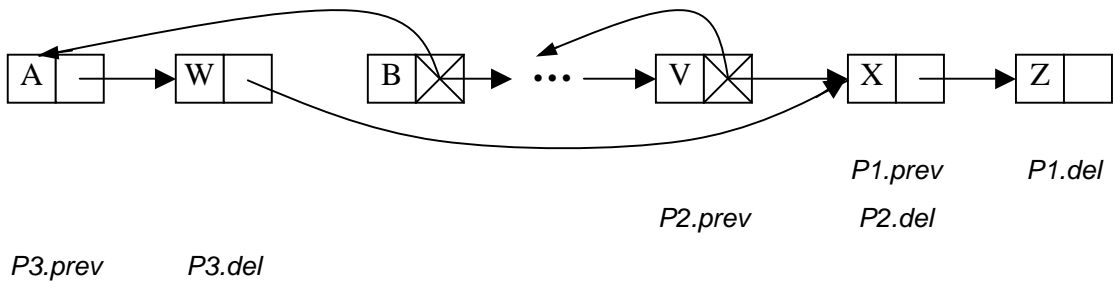 A W B ••• V X Z
P1.prev P1.del
P2.prev P2.del
P3.prev P3.del